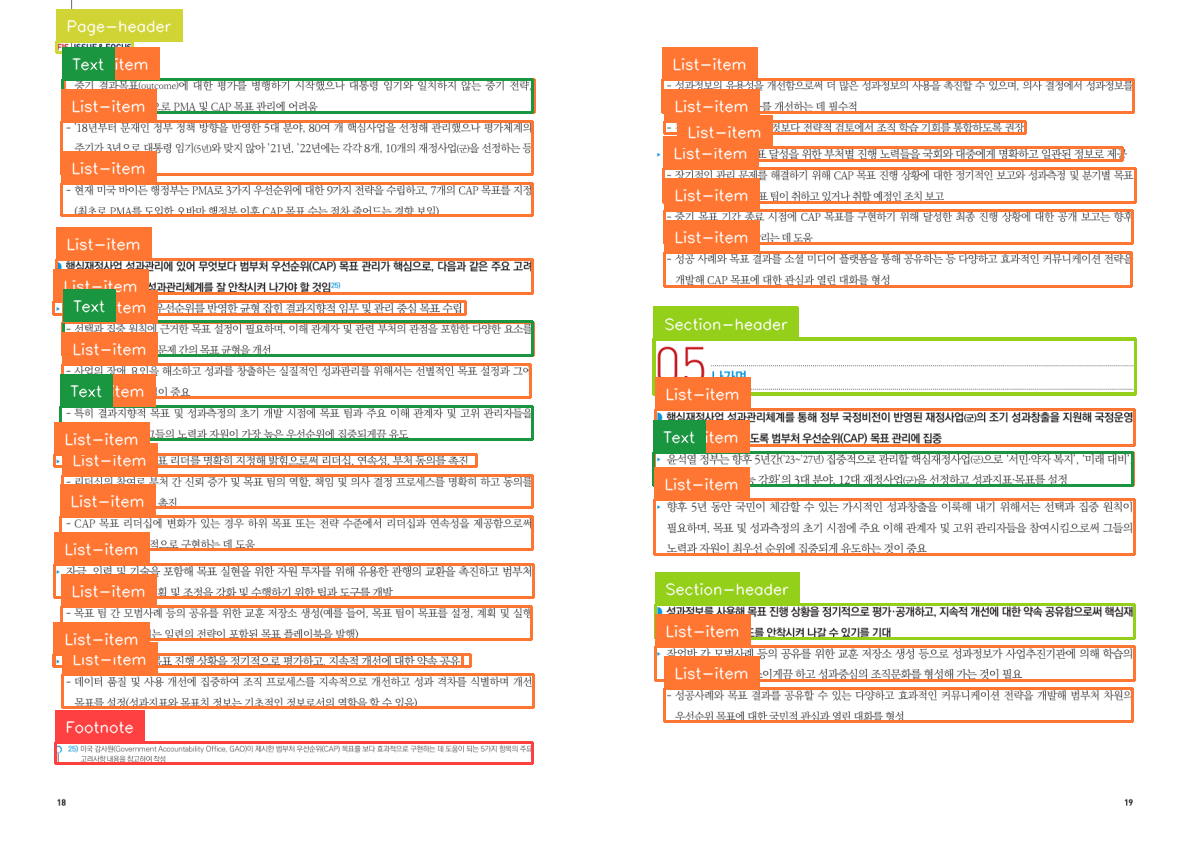 Page-header
FIS ISSUE & FOCUS
Text
item
중기 결과목표(outcome)에 대한 평가를 병행하기 시작했으나 대통령 임기와 일치하지 않는 중기 전략,
List-item
으로 PMA 및 CAP 목표 관리에 어려움
- '18년부터 문재인 정부 정책 방향을 반영한 5대 분야, 80여 개 핵심사업을 선정해 관리했으나 평가체계의
주기가 3년으로 대통령 임기(5년)와 맞지 않아 '21년, '22년에는 각각 8개, 10개의 재정사업(군)을 선정하는 등
List-item
- 현재 미국 바이든 행정부는 PMA로 3가지 우선순위에 대한 9가지 전략을 수립하고, 7개의 CAP 목표를 지정
(최초로 PMA를 도입한 오바마 행정부 이후 CAP 목표 수는 점차 줄어드는 경향 보임)
List-item
핵심재정사업 성과관리에 있어 무엇보다 범부처 우선순위(CAP) 목표 관리가 핵심으로, 다음과 같은 주요 고려
List-item
성과관리체계를 잘 안착시켜 나가야 할 것임25)
Text
item
우선순위를 반영한 균형 잡힌 결과지향적 임무 및 관리 중심 목표 수립
- 선택과 집중 원칙에 근거한 목표 설정이 필요하며, 이해 관계자 및 관련 부처의 관점을 포함한 다양한 요소를
List-item
문제 간의 목표 균형을 개선
- 사업의 장애 요인을 해소하고 성과를 창출하는 실질적인 성과관리를 위해서는 선별적인 목표 설정과 그에
Text
item
이 중요
- 특히 결과지향적 목표 및 성과측정의 초기 개발 시점에 목표 팀과 주요 이해 관계자 및 고위 관리자들을
List-item
그들의 노력과 자원이 가장 높은 우선순위에 집중되게끔 유도
List-item
표 리더를 명확히 지정해 밝힘으로써 리더십, 연속성, 부처 동의를 촉진
- 리더십의 참여로 부처 간 신뢰 증가 및 목표 팀의 역할, 책임 및 의사 결정 프로세스를 명확히 하고 동의를
List-item
촉진
- CAP 목표 리더십에 변화가 있는 경우 하위 목표 또는 전략 수준에서 리더십과 연속성을 제공함으로써
List-item
적으로 구현하는 데 도움
자금, 인력 및 기술을 포함해 목표 실현을 위한 자원 투자를 위해 유용한 관행의 교환을 촉진하고 범부처
List-item
획 및 조정을 강화 및 수행하기 위한 팀과 도구를 개발
- 목표 팀 간 모범사례 등의 공유를 위한 교훈 저장소 생성(예를 들어, 목표 팀이 목표를 설정, 계획 및 실행
List-item
는 일련의 전략이 포함된 목표 플레이북을 발행)
List-item
목표 진행 상황을 정기적으로 평가하고, 지속적 개선에 대한 약속 공유
- 데이터 품질 및 사용 개선에 집중하여 조직 프로세스를 지속적으로 개선하고 성과 격차를 식별하며 개선
목표를 설정(성과지표와 목표치 정보는 기초적인 정보로서의 역할을 할 수 있음)
Footnote
25) 미국 감사원(Government Accountability Office, GAO)이 제시한 범부처 우선순위(CAP) 목표를 보다 효과적으로 구현하는 데 도움이 되는 5가지 항목의 주요
고려사항 내용을 참고하여 작성
18
List-item
- 성과정보의 유용성을 개선함으로써 더 많은 성과정보의 사용을 촉진할 수 있으며, 의사 결정에서 성과정보를
List-item
를 개선하는 데 필수적
것보다 전략적 검토에서 조직 학습 기회를 통합하도록 권장
List-item
List-item
표 달성을 위한 부처별 진행 노력들을 국회와 대중에게 명확하고 일관된 정보로 제공
- 장기적인 관리 문제를 해결하기 위해 CAP 목표 진행 상황에 대한 정기적인 보고와 성과측정 및 분기별 목표
List-item
표 팀이 취하고 있거나 취할 예정인 조치 보고
- 중기 목표 기간 종료 시점에 CAP 목표를 구현하기 위해 달성한 최종 진행 상황에 대한 공개 보고는 향후
List-item
리는 데 도움
- 성공 사례와 목표 결과를 소셜 미디어 플랫폼을 통해 공유하는 등 다양하고 효과적인 커뮤니케이션 전략을
개발해 CAP 목표에 대한 관심과 열린 대화를 형성
Section-header
05
나가며
List-item
핵심재정사업 성과관리체계를 통해 정부 국정비전이 반영된 재정사업(군)의 조기 성과창출을 지원해 국정운영
Text
item
도록 범부처 우선순위(CAP) 목표 관리에 집중
윤석열 정부는 향후 5년간('23~'27년) 집중적으로 관리할 핵심재정사업(군)으로 '서민·약자 복지', '미래 대비',
List-item
강화'의 3대 분야, 12대 재정사업(군)을 선정하고 성과지표·목표를 설정
향후 5년 동안 국민이 체감할 수 있는 가시적인 성과창출을 이룩해 내기 위해서는 선택과 집중 원칙이
필요하며, 목표 및 성과측정의 초기 시점에 주요 이해 관계자 및 고위 관리자들을 참여시킴으로써 그들의
노력과 자원이 최우선 순위에 집중되게 유도하는 것이 중요
Section-header
성과정보를 사용해 목표 진행 상황을 정기적으로 평가·공개하고, 지속적 개선에 대한 약속 공유함으로써 핵심재
List-item
도를 안착시켜 나갈 수 있기를 기대
작업반 간 모범사례 등의 공유를 위한 교훈 저장소 생성 등으로 성과정보가 사업추진기관에 의해 학습의
List-item
쓰이게끔 하고 성과중심의 조직문화를 형성해 가는 것이 필요
- 성공사례와 목표 결과를 공유할 수 있는 다양하고 효과적인 커뮤니케이션 전략을 개발해 범부처 차원의
우선순위 목표에 대한 국민적 관심과 열린 대화를 형성
19